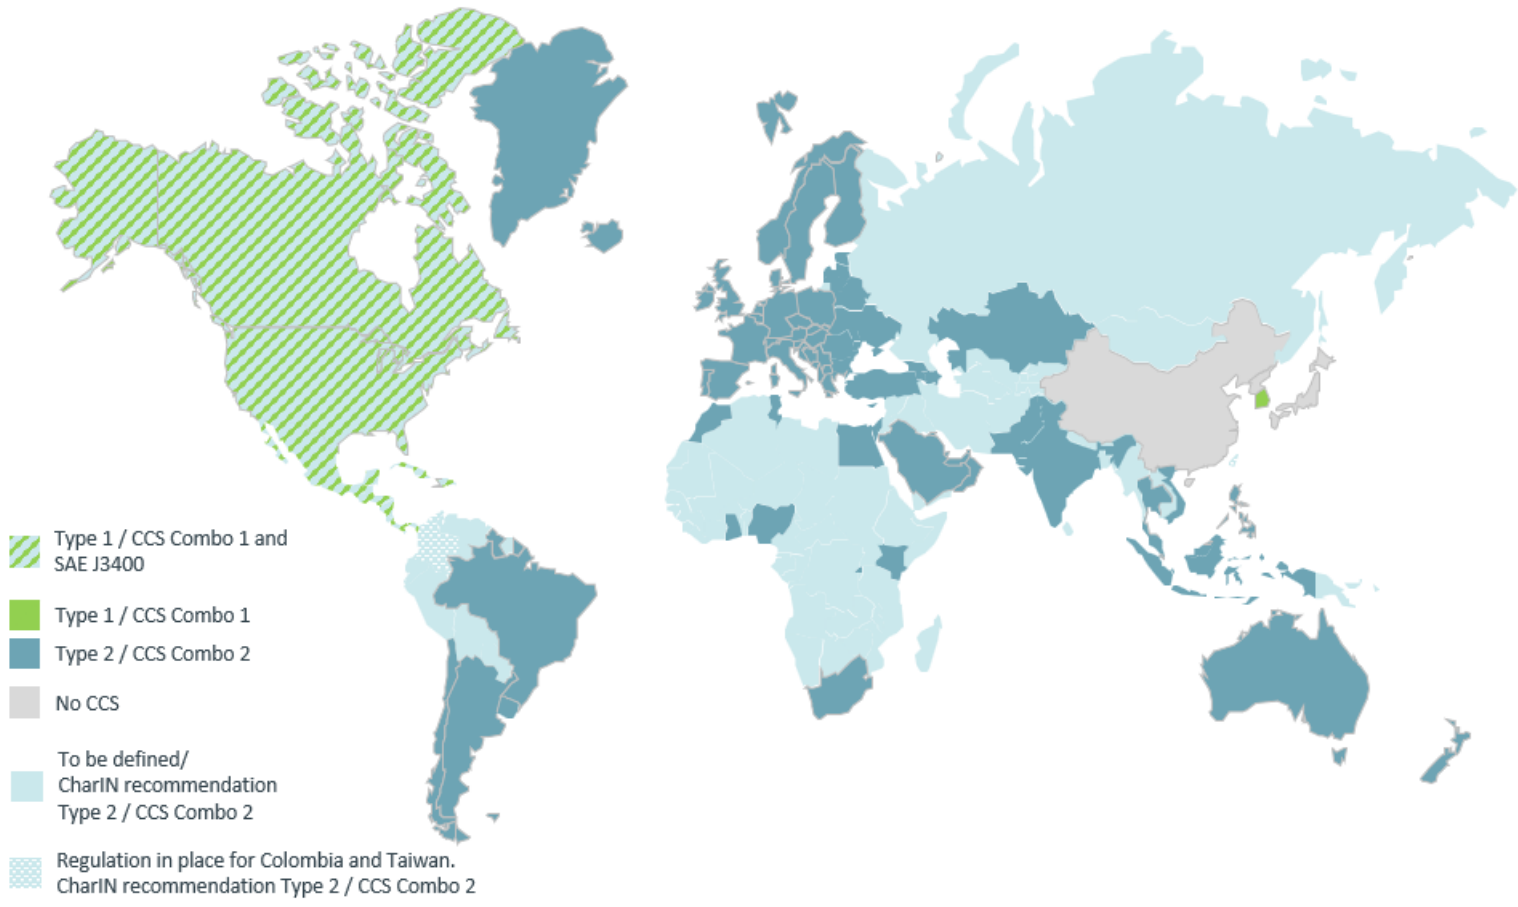 Type 1 / CCS Combo 1 and
SAE J3400
Type 1 / CCS Combo 1
Type 2 / CCS Combo 2
No CCS
To be defined/
CharIN recommendation
Type 2 / CCS Combo 2
Regulation in place for Colombia and Taiwan.
CharIN recommendation Type 2 / CCS Combo 2